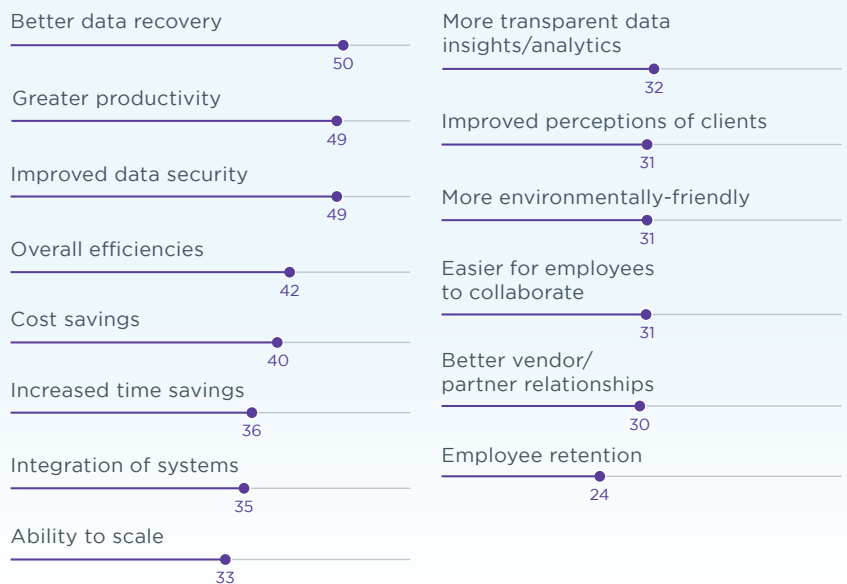 Better data recovery
50
Greater productivity
49
Improved data security
49
Overall efficiencies
42
Cost savings
40
Increased time savings
36
Integration of systems
35
Ability to scale
33
More transparent data
insights/analytics
32
Improved perceptions of clients
31
More environmentally-friendly
31
Easier for employees
to collaborate
31
Better vendor/
partner relationships
30
Employee retention
24